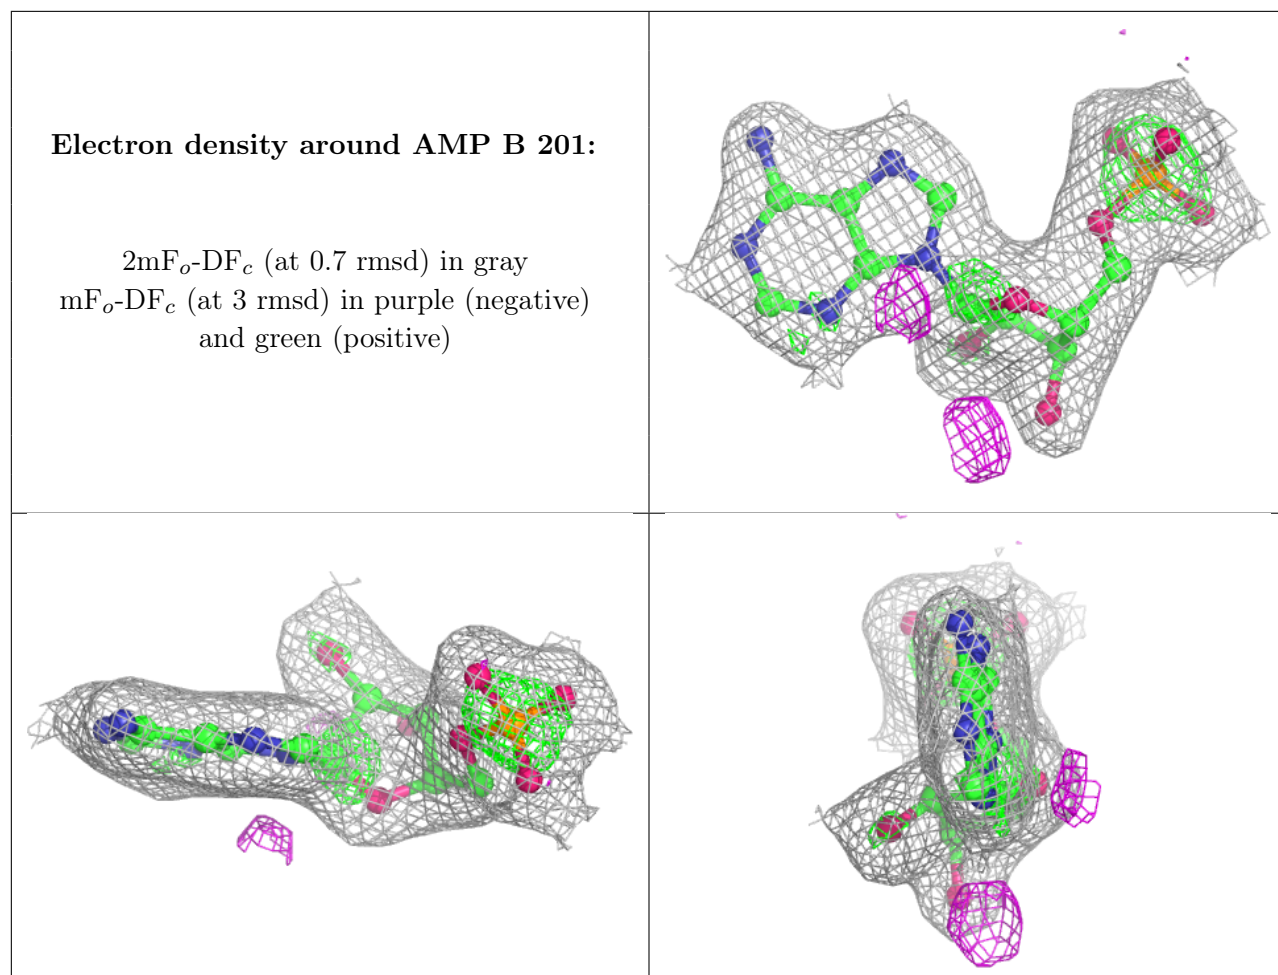 Electron density around AMP B 201:
2mFₒ-DF𝒸 (at 0.7 rmsd) in gray
mFₒ-DF𝒸 (at 3 rmsd) in purple (negative)
and green (positive)